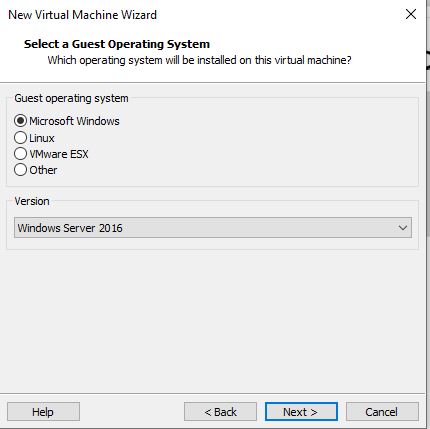 New Virtual Machine Wizard
Select a Guest Operating System
Which operating system will be installed on this virtual machine?
Guest operating system
Microsoft Windows
Linux
VMware ESX
Other
Version
Windows Server 2016
Help
< Back
Next >
Cancel